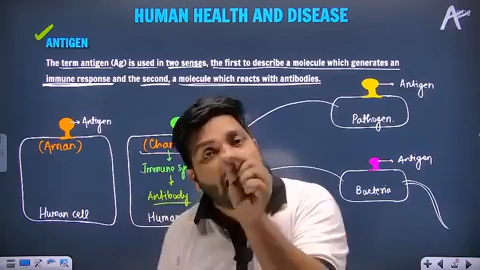 HUMAN HEALTH AND DISEASE
ANTIGEN
The term antigen (Ag) is used in two senses, the first to describe a molecule which generates an
immune response and the second, a molecule which reacts with antibodies.
Antigen
(Aman)
Human cell
Immune
Antibody
Antigen
Pathogen.
Antigen
Bacteria